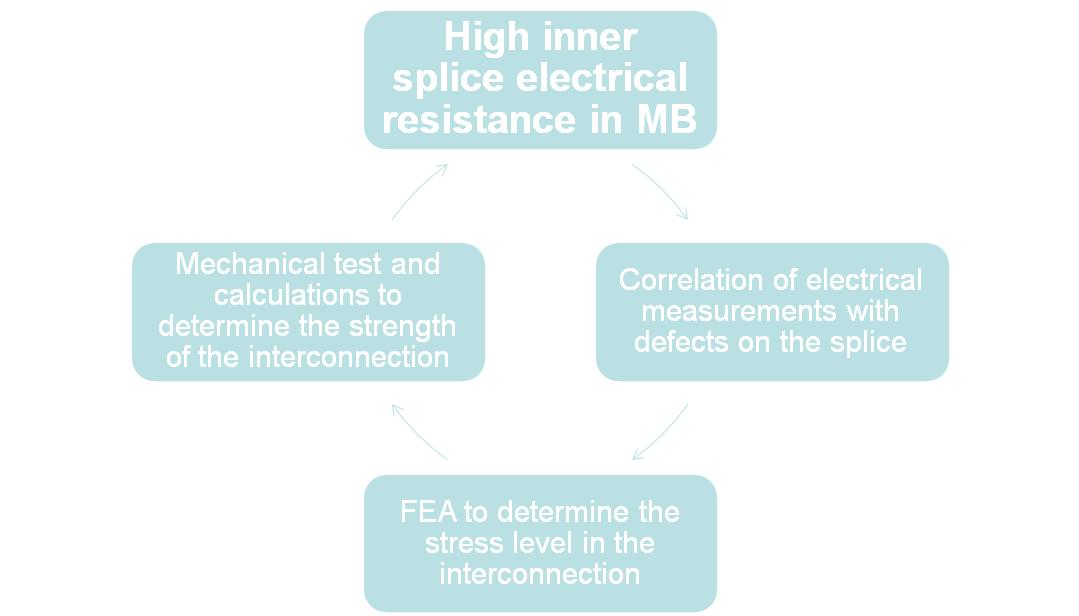 High inner
splice electrical
resistance in MB
Mechanical test and
calculations to
determine the strength
of the interconnection
Correlation of electrical
measurements with
defects on the splice
FEA to determine the
stress level in the
interconnection